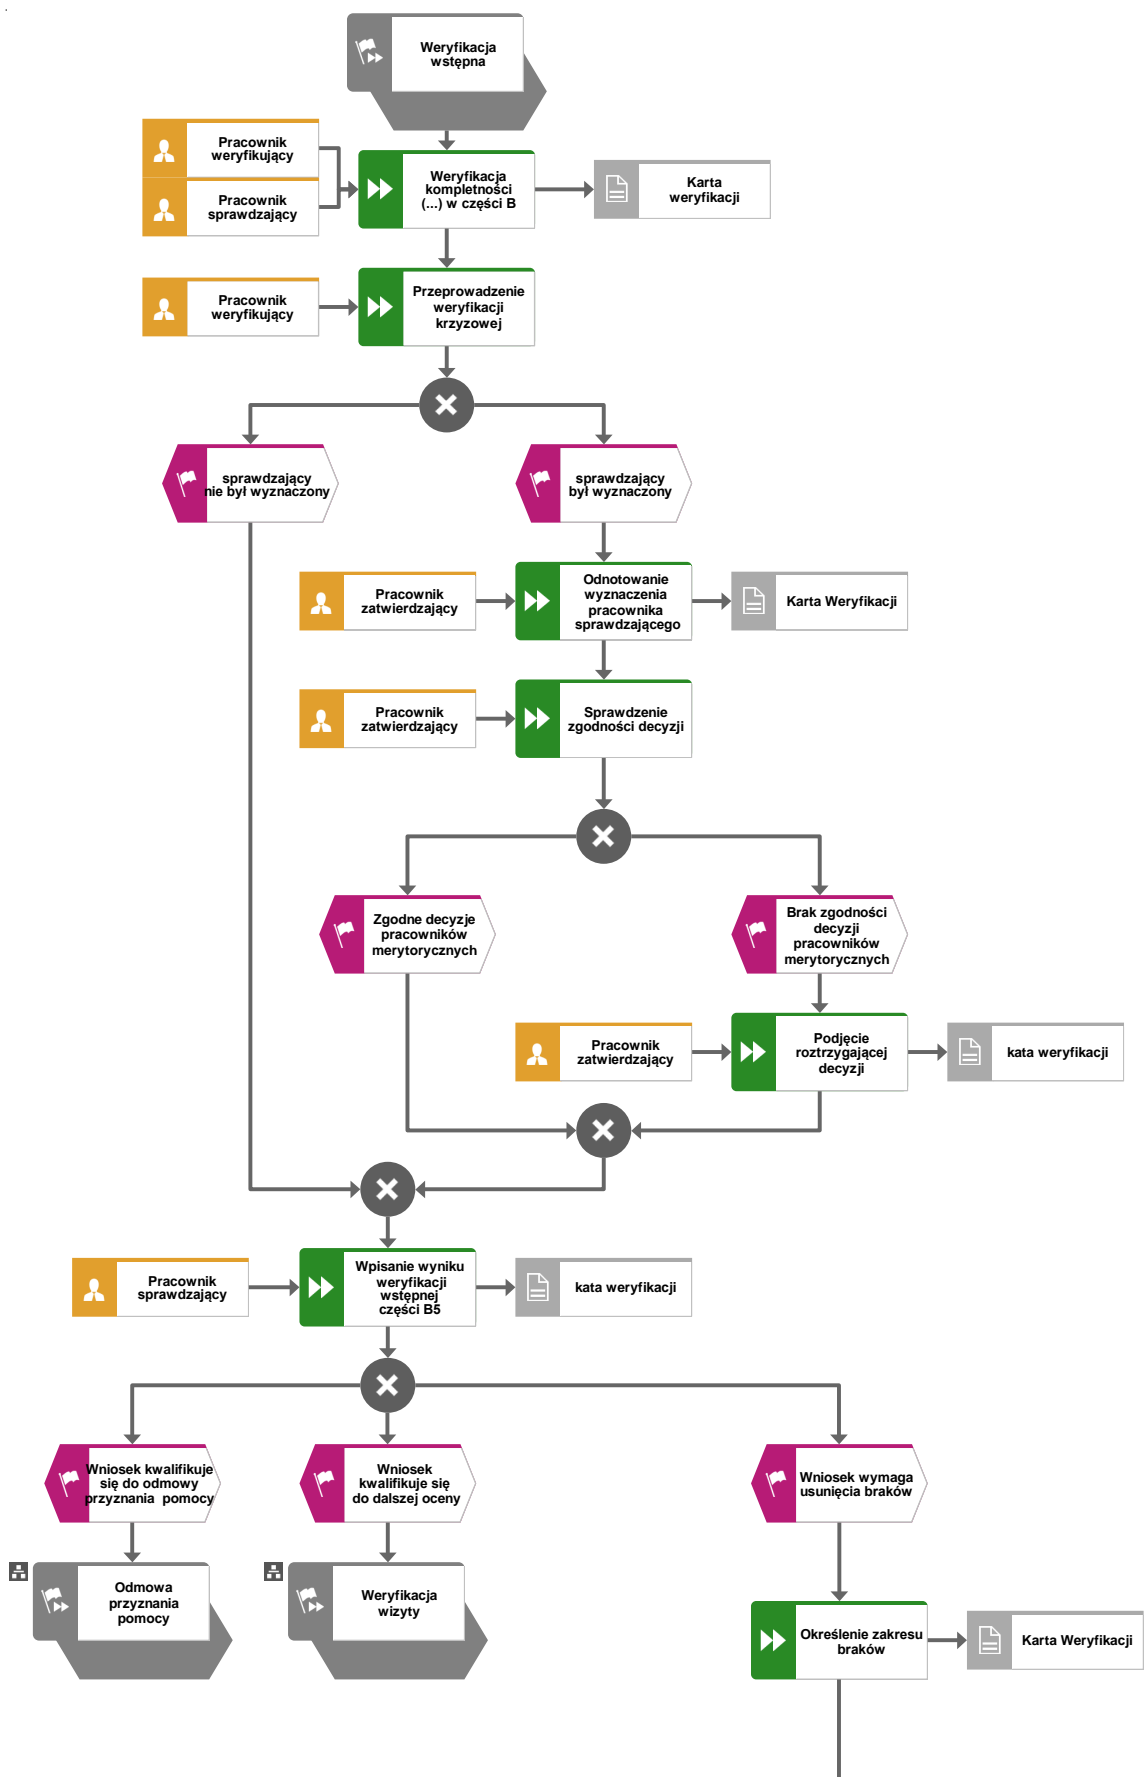 Weryfikacja
wstępna
Pracownik
weryfikujący
Pracownik
sprawdzający
Weryfikacja
kompletności
(...) w części B
Karta
weryfikacji
Pracownik
weryfikujący
Przeprowadzenie
weryfikacji
krzyzowej
sprawdzający
nie był wyznaczony
sprawdzający
był wyznaczony
Pracownik
zatwierdzający
Odnotowanie
wyznaczenia
pracownika
sprawdzającego
Karta Weryfikacji
Pracownik
zatwierdzający
Sprawdzenie
zgodności decyzji
Zgodne decyzje
pracowników
merytorycznych
Brak zgodności
decyzji
pracowników
merytorycznych
Pracownik
zatwierdzający
Podjęcie
roztrzygającej
decyzji
kata weryfikacji
Pracownik
sprawdzający
Wpisanie wyniku
weryfikacji
wstępnej
części B5
kata weryfikacji
Wniosek kwalifikuje
się do odmowy
przyznania pomocy
Wniosek
kwalifikuje się
do dalszej oceny
Wniosek wymaga
usunięcia braków
Odmowa
przyznania
pomocy
Weryfikacja
wizyty
Określenie zakresu
braków
Karta Weryfikacji